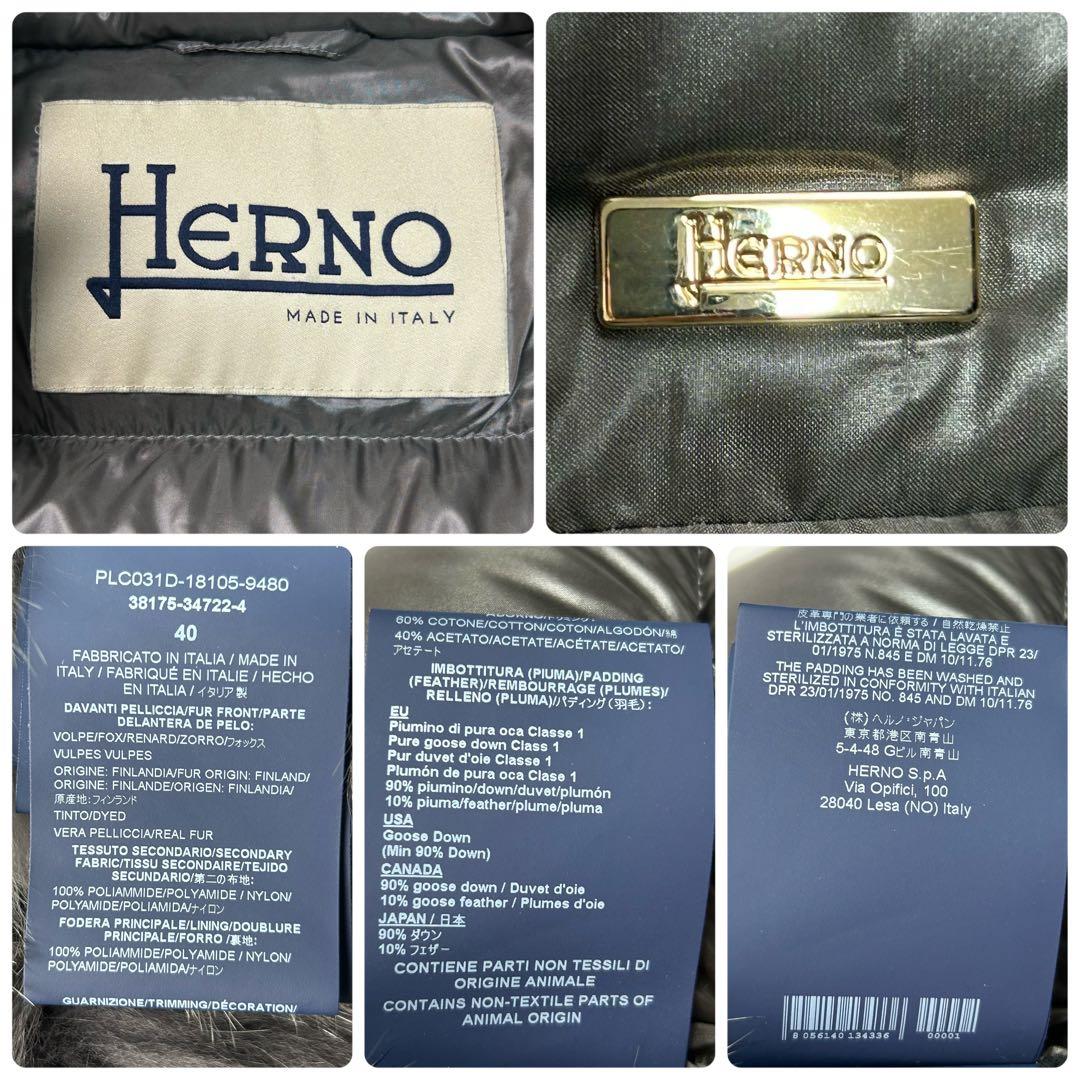 HERNO
MADE IN ITALY
HERNO
PLC031D-18105-9480
38175-34722-4
40
FABBRICATO IN ITALIA / MADE IN
ITALY / FABRIQUÉ EN ITALIE / HECHO
EN ITALIA / イタリア製
DAVANTI PELLICCIA/FUR FRONT/PARTE
DELANTERA DE PELO:
VOLPE/FOX/RENARD/ZORRO/フォックス
VULPES VULPES
ORIGINE: FINLANDIA/FUR ORIGIN: FINLAND/
ORIGINE: FINLANDE/ORIGEN: FINLANDIA/
原産地:フィンランド
TINTO/DYED
VERA PELLICCIA/REAL FUR
TESSUTO SECONDARIO/SECONDARY
FABRIC/TISSU SECONDAIRE/TEJIDO
SECUNDARIO/第二の布地:
100% POLIAMMIDE/POLYAMIDE / NYLON/
POLYAMIDE/POLIAMIDA/ナイロン
FODERA PRINCIPALE/LINING/DOUBLURE
PRINCIPALE/FORRO /裏地:
100% POLIAMMIDE/POLYAMIDE / NYLON/
POLYAMIDE/POLIAMIDA/ナイロン
GUARNIZIONE/TRIMMING/DÉCORATION/
60% COTONE/COTTON/COTON/ALGODÓN/綿
40% ACETATO/ACETATE/ACÉTATE/ACETATO/
アセテート
IMBOTTITURA (PIUMA)/PADDING
(FEATHER)/REMBOURRAGE (PLUMES)/
RELLENO (PLUMA)/パディング(羽毛):
EU
Piumino di pura oca Classe 1
Pure goose down Class 1
Pur duvet d'oie Classe 1
Plumón de pura oca Clase 1
90% piumino/down/duvet/plumón
10% piuma/feather/plume/pluma
USA
Goose Down
(Min 90% Down)
CANADA
90% goose down / Duvet d'oie
10% goose feather / Plumes d'oie
JAPAN / 日本
90% ダウン
10% フェザー
CONTIENE PARTI NON TESSILI DI
ORIGINE ANIMALE
CONTAINS NON-TEXTILE PARTS OF
ANIMAL ORIGIN
皮革専門の業者に依頼する / 自然乾燥禁止
L'IMBOTTITURA È STATA LAVATA E
STERILIZZATA A NORMA DI LEGGE DPR 23/
01/1975 N.845 E DM 10/11.76
THE PADDING HAS BEEN WASHED AND
STERILIZED IN CONFORMITY WITH ITALIAN
DPR 23/01/1975 NO. 845 AND DM 10/11.76
(株) ヘルノ・ジャパン
東京都港区南青山
5-4-48 Gビル南青山
HERNO S.p.A
Via Opifici, 100
28040 Lesa (NO) Italy
8 056140 134336 00001